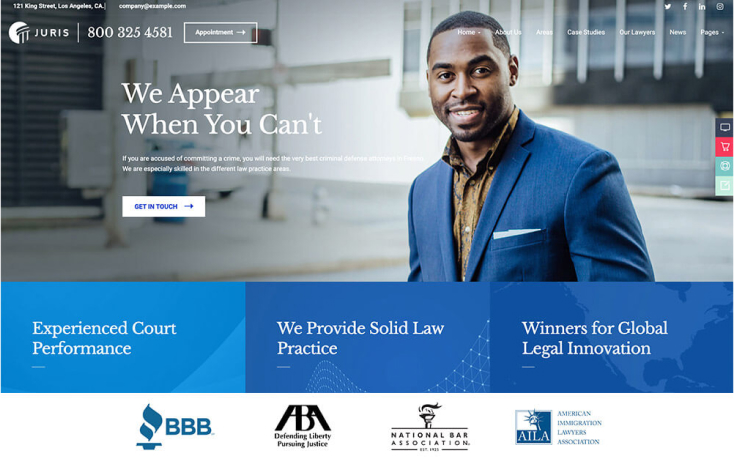 121 King Street, Los Angeles, CA.| company@example.com
JURIS 800 325 4581 Appointment → Home About Us Areas Case Studies Our Lawyers News Pages
We Appear
When You Can't
If you are accused of committing a crime, you will need the very best criminal defense attorneys in
We are especially skilled in the different law practice areas.
GET IN TOUCH →
Experienced Court
Performance
We Provide Solid Law
Practice
Winners for Global
Legal Innovation
BBB
ABA
Defending Liberty
Pursuing Justice
NATIONAL BAR
ASSOCIATION
EST. 1925
AILA
AMERICAN
IMMIGRATION
LAWYERS
ASSOCIATION